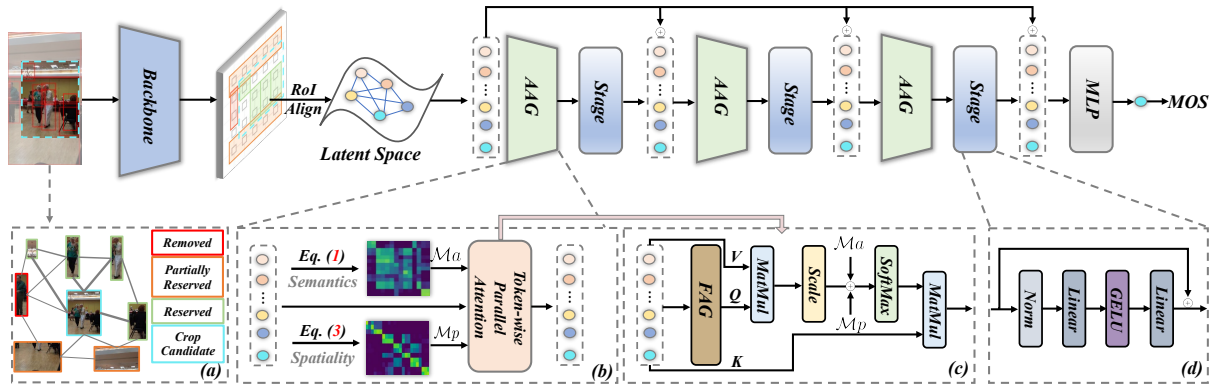 Backbone
RoI
Align
Latent Space
AAG
Stage
AAG
Stage
AAG
Stage
MLP
MOS
Removed
Partially
Reserved
Reserved
Crop
Candidate
(a)
Eq. (1)
Semantics
Ma
Eq. (3)
Spatiality
Mp
Token-wise
Parallel
Attention
(b)
FAG
V
Q
K
MatMul
Scale
Ma
Mp
SoftMax
MatMul
(c)
Norm
Linear
GELU
Linear
(d)